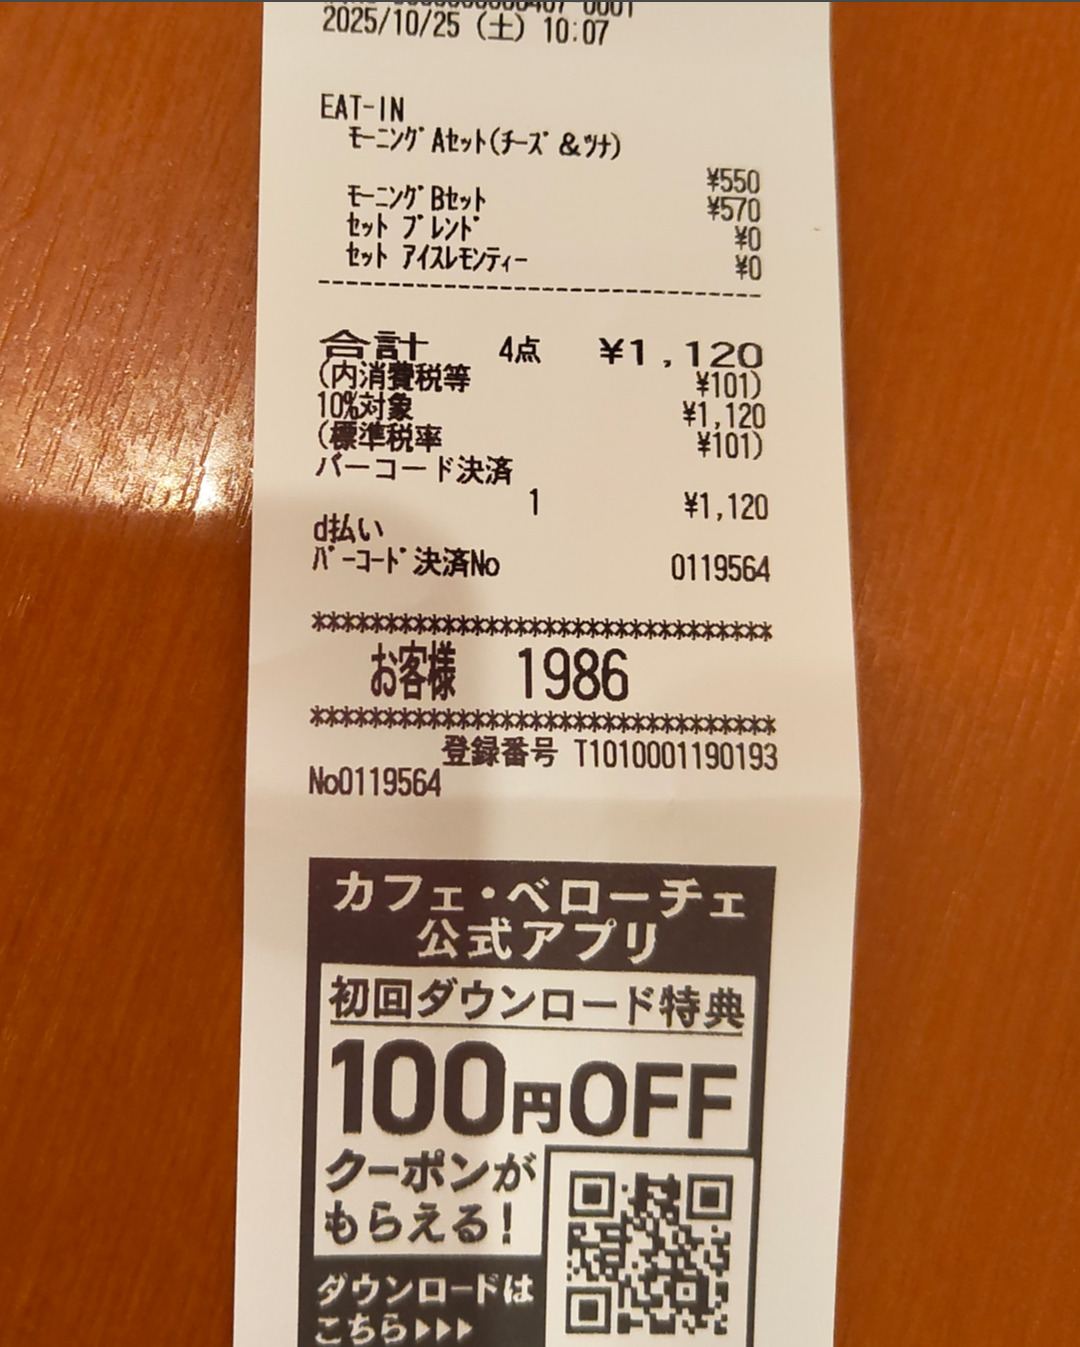 2025/10/25 (土) 10:07
EAT-IN
ﾓｰﾆﾝｸﾞAｾｯﾄ(ﾁｰｽﾞ&ﾂﾅ)
¥550
ﾓｰﾆﾝｸﾞBｾｯﾄ ¥570
ｾｯﾄ ﾌﾞﾚﾝﾄﾞ ¥0
ｾｯﾄ ｱｲｽﾚﾓﾝﾃｨｰ ¥0
合計 4点 ¥1,120
(内消費税等 ¥101)
10%対象 ¥1,120
(標準税率 ¥101)
バーコード決済
1 ¥1,120
d払い
ﾊﾞｰｺｰﾄﾞ決済No 0119564
********************************
お客様 1986
********************************
登録番号 T1010001190193
No0119564
カフェ・ベローチェ
公式アプリ
初回ダウンロード特典
100円OFF
クーポンが
もらえる!
ダウンロードは
こちら▶▶▶